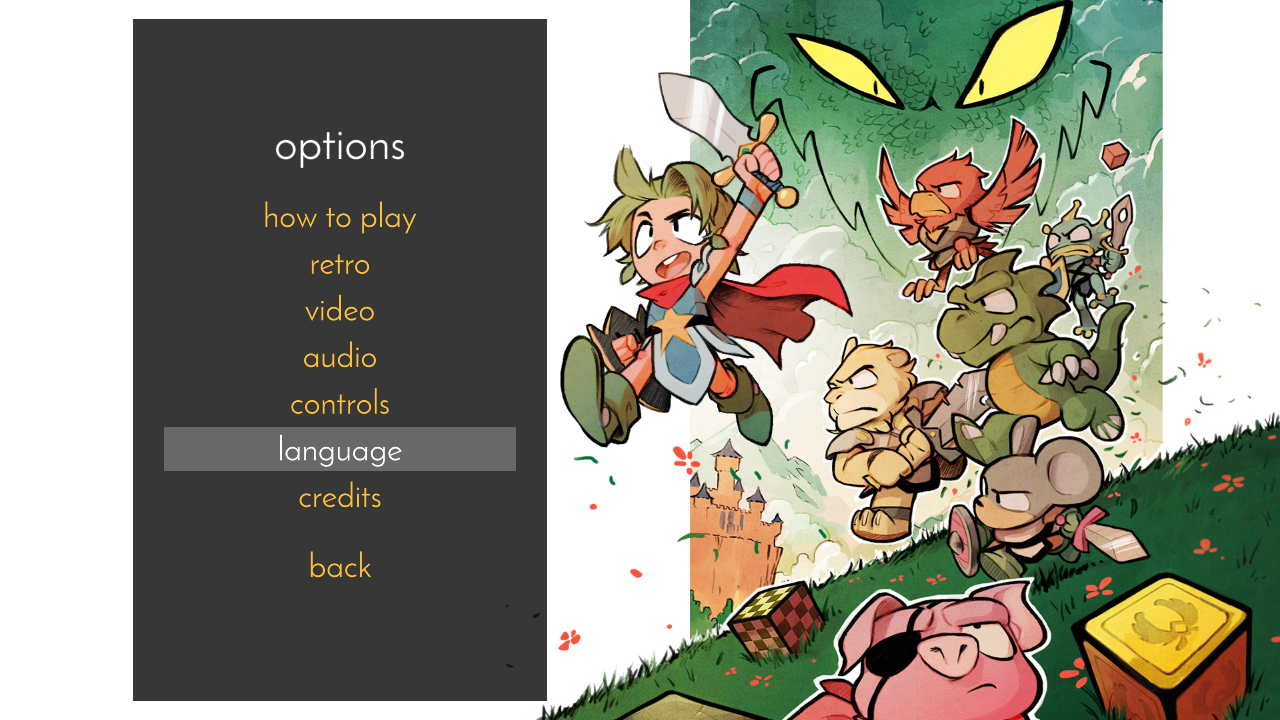 options
how to play
retro
video
audio
controls
language
credits
back